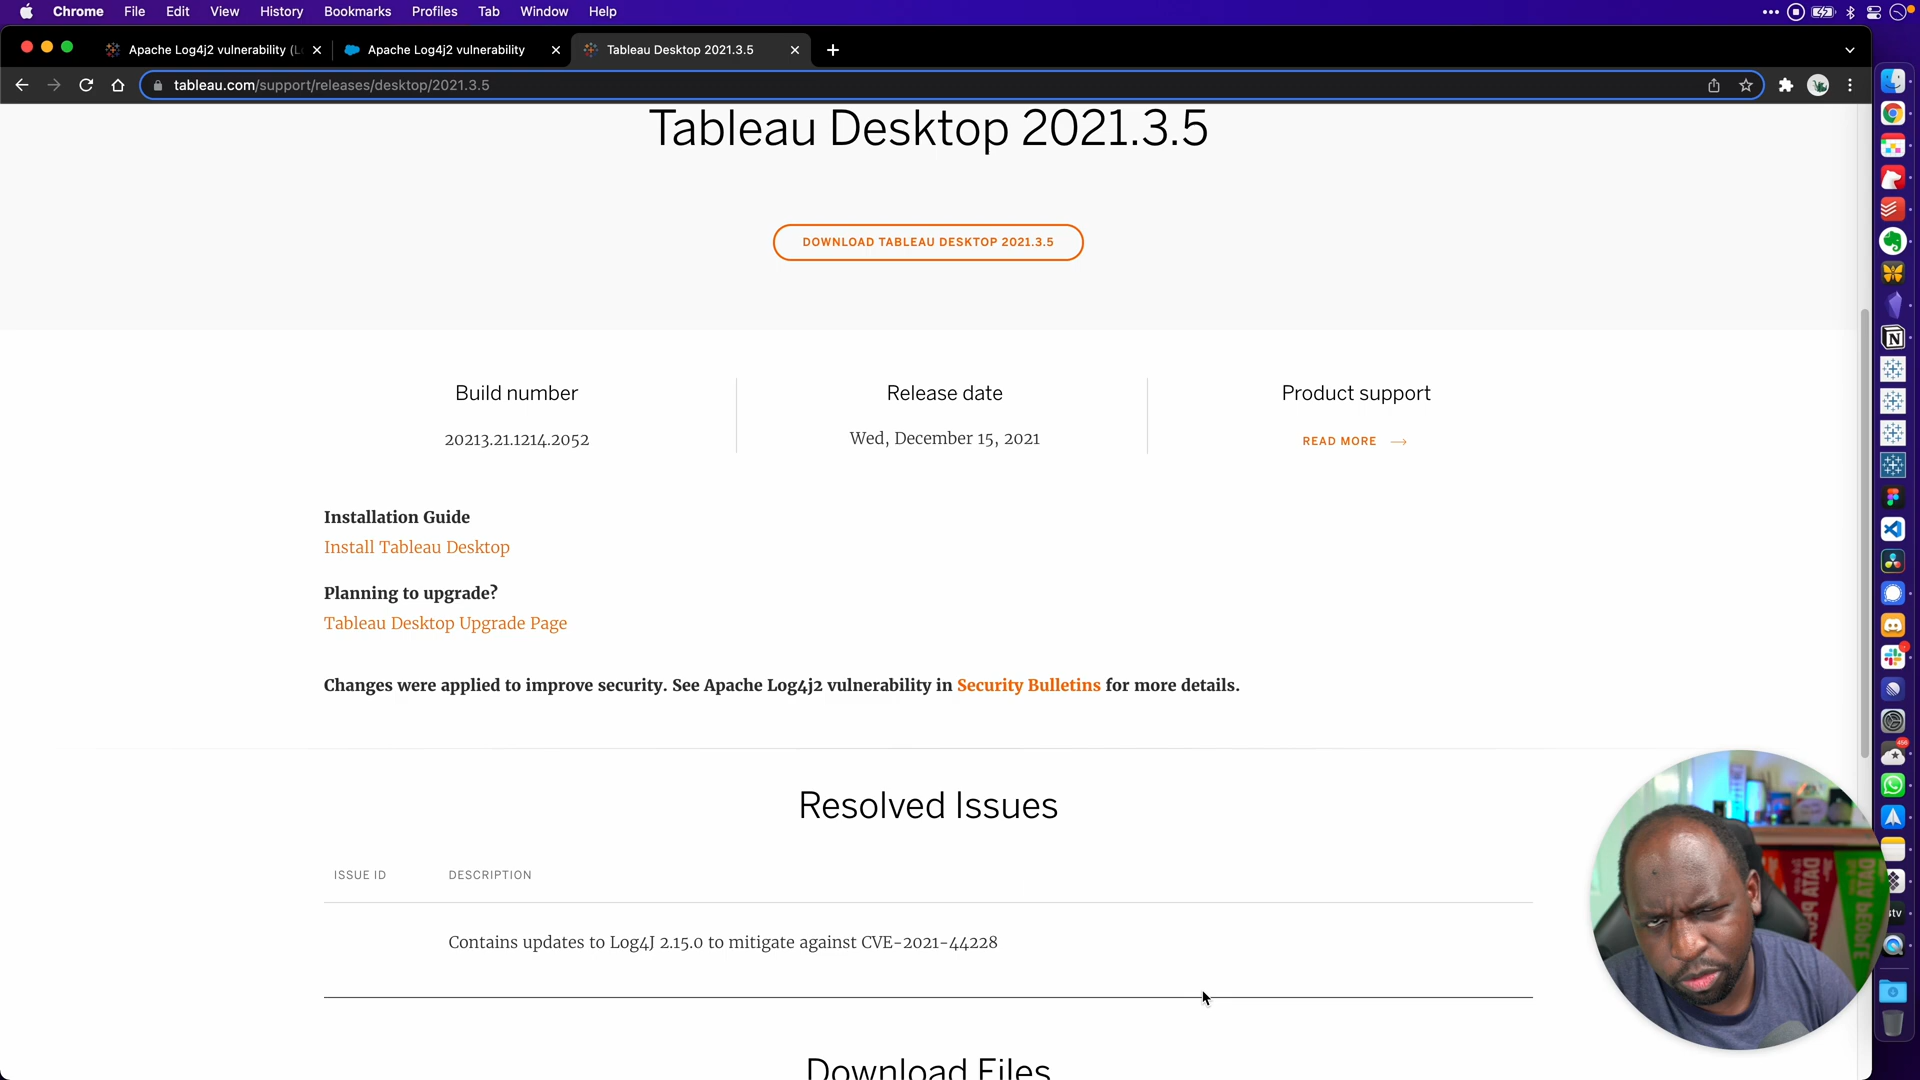 Chrome File Edit View History Bookmarks Profiles Tab Window Help
Apache Log4j2 vulnerability (L Apache Log4j2 vulnerability Tableau Desktop 2021.3.5
tableau.com/support/releases/desktop/2021.3.5
Tableau Desktop 2021.3.5
DOWNLOAD TABLEAU DESKTOP 2021.3.5
Build number Release date Product support
20213.21.1214.2052 Wed, December 15, 2021 READ MORE →
Installation Guide
Install Tableau Desktop
Planning to upgrade?
Tableau Desktop Upgrade Page
Changes were applied to improve security. See Apache Log4j2 vulnerability in Security Bulletins for more details.
Resolved Issues
ISSUE ID DESCRIPTION
Contains updates to Log4J 2.15.0 to mitigate against CVE-2021-44228
Download Files
DATA PEOPLE
DATA PEOPLE
tv